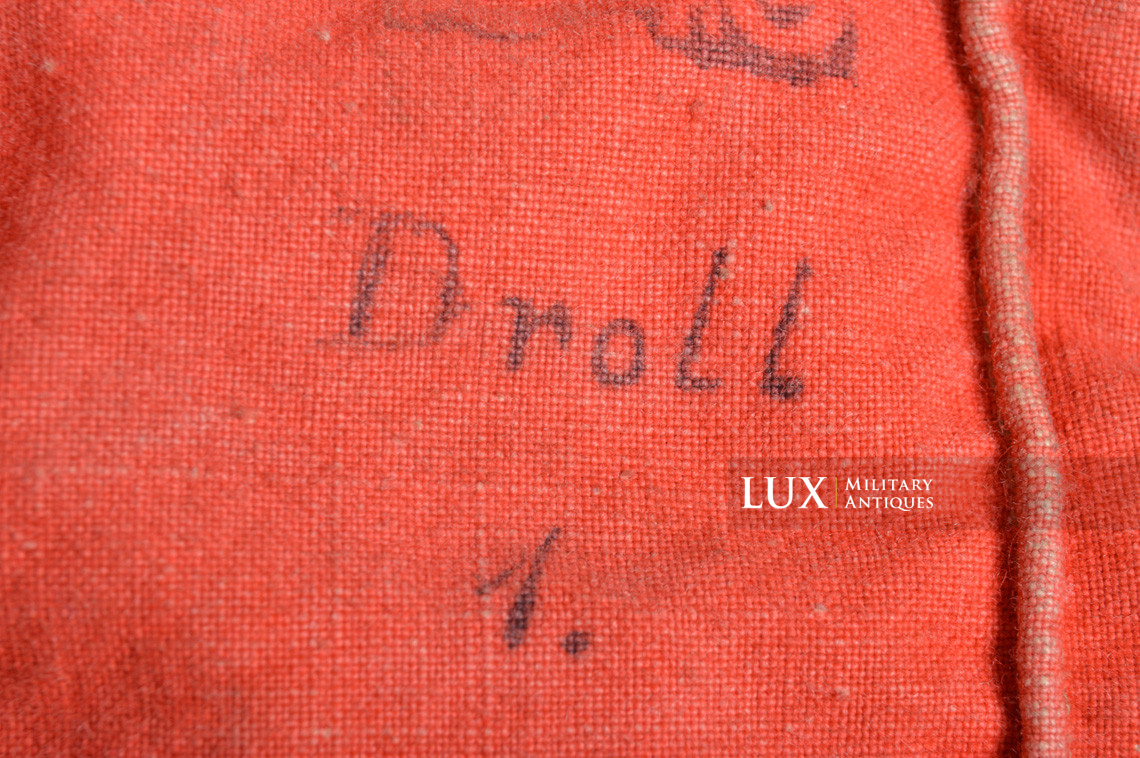 Droll
LUX MILITARY ANTIQUES
1.